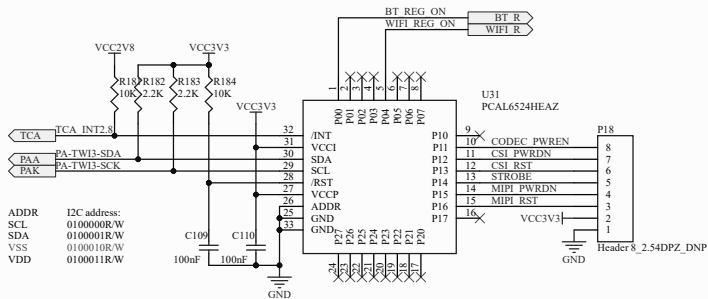 BT REG ON
BT_R
WIFI REG ON
WIFI_R
VCC2V8
VCC3V3
R181 R182 R183 R184
10K 2.2K 2.2K 10K
VCC3V3
1 2 3 4 5 6 7 8
P00 P01 P02 P03 P04 P05 P06 P07
U31
PCAL6524HEAZ
TCA
TCA_INT2.8
32 /INT
31 VCCI
PAA
PA-TWI3-SDA
30 SDA
PAK
PA-TWI3-SCK
29 SCL
28 /RST
27 VCCP
26 ADDR
25 GND
33 GND
P10 9
P11 10 CODEC_PWREN
P12 11 CSI_PWRDN
P13 12 CSI_RST
P14 13 STROBE
P15 14 MIPI_PWRDN
P16 15 MIPI_RST
P17 16
P18
8
7
6
5
4
3
VCC3V3 2
1
GND
Header 8_2.54DPZ_DNP
P27 P26 P25 P24 P23 P22 P21 P20
24 23 22 21 20 19 18 17
C109
100nF
C110
100nF
GND
ADDR I2C address:
SCL 0100000R/W
SDA 0100001R/W
VSS 0100010R/W
VDD 0100011R/W